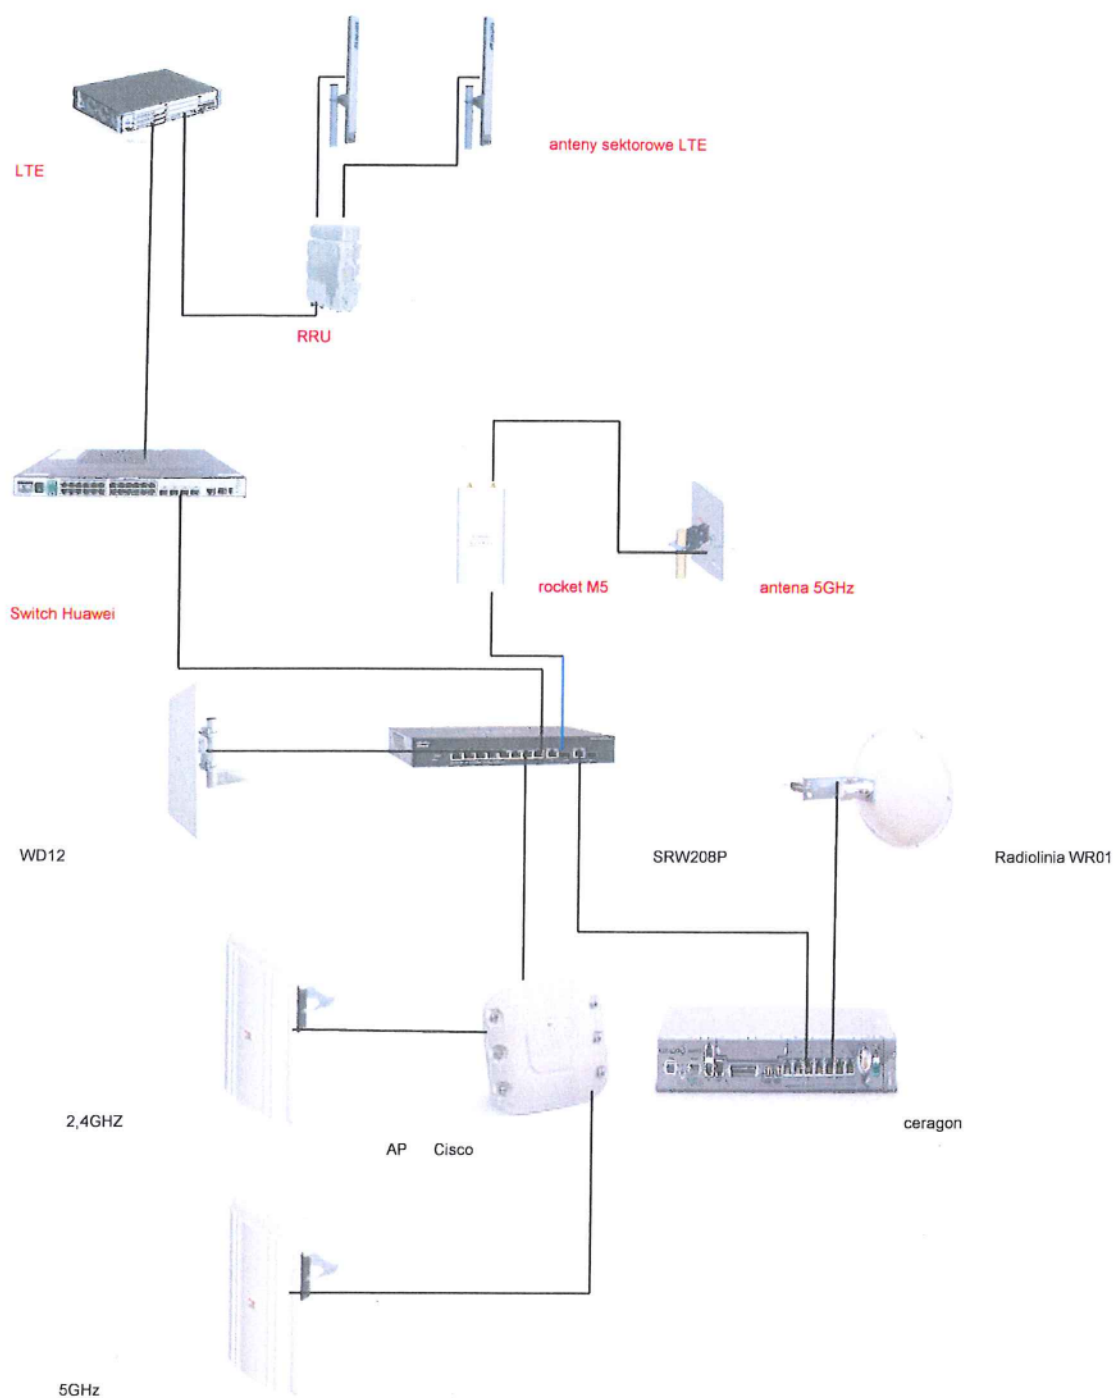 anteny sektorowe LTE
LTE
RRU
rocket M5
antena 5GHz
Switch Huawei
WD12
SRW208P
Radiolinia WR01
2,4GHZ
ceragon
AP Cisco
5GHz